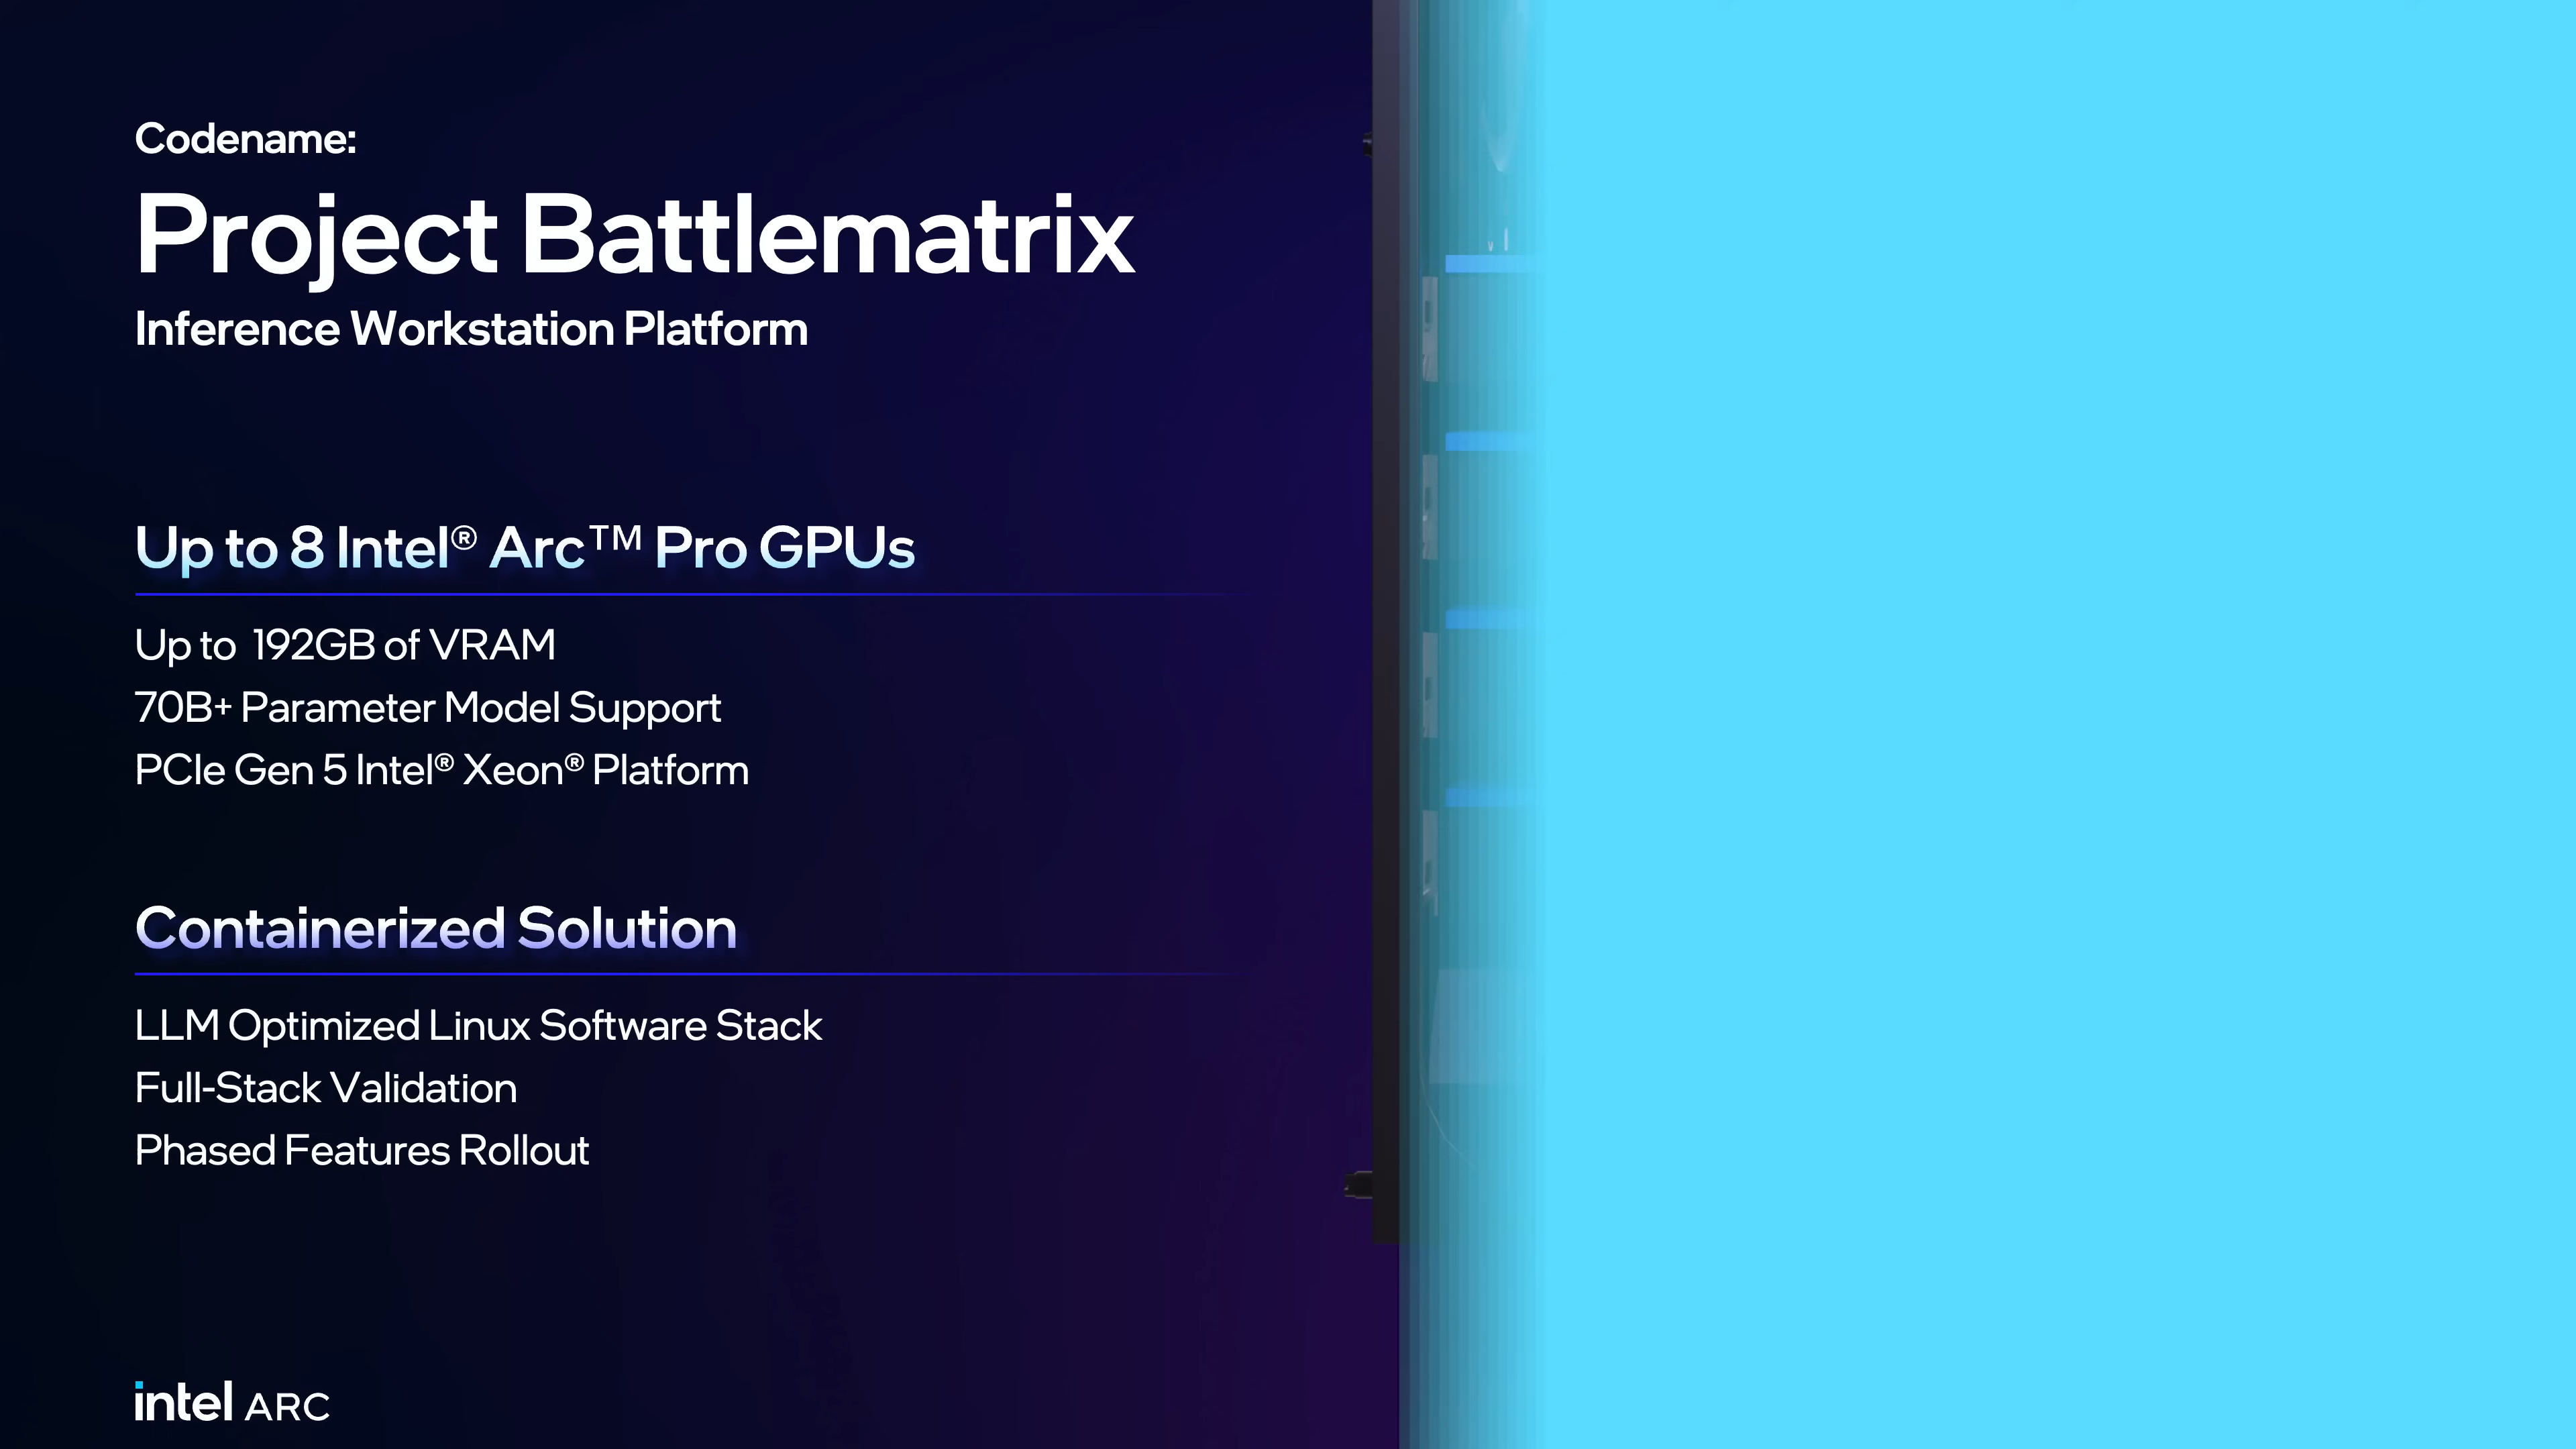 Codename:
Project Battlematrix
Inference Workstation Platform
Up to 8 Intel® Arc™ Pro GPUs
Up to 192GB of VRAM
70B+ Parameter Model Support
PCIe Gen 5 Intel® Xeon® Platform
Containerized Solution
LLM Optimized Linux Software Stack
Full-Stack Validation
Phased Features Rollout
intel ARC